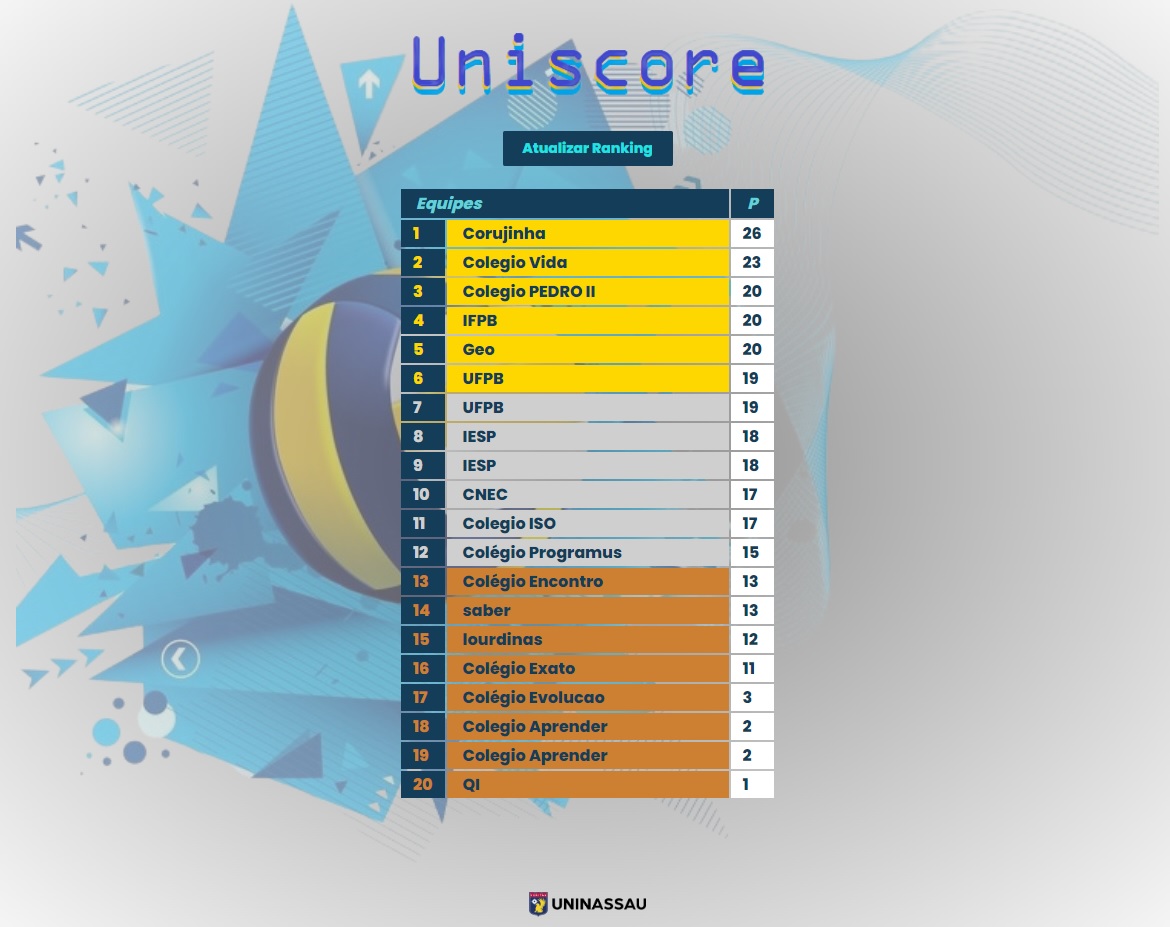 Uniscore
Atualizar Ranking
Equipes P
1 Corujinha 26
2 Colegio Vida 23
3 Colegio PEDRO II 20
4 IFPB 20
5 Geo 20
6 UFPB 19
7 UFPB 19
8 IESP 18
9 IESP 18
10 CNEC 17
11 Colegio ISO 17
12 Colégio Programus 15
13 Colégio Encontro 13
14 saber 13
15 lourdinas 12
16 Colégio Exato 11
17 Colégio Evolucao 3
18 Colegio Aprender 2
19 Colegio Aprender 2
20 QI 1
UNINASSAU